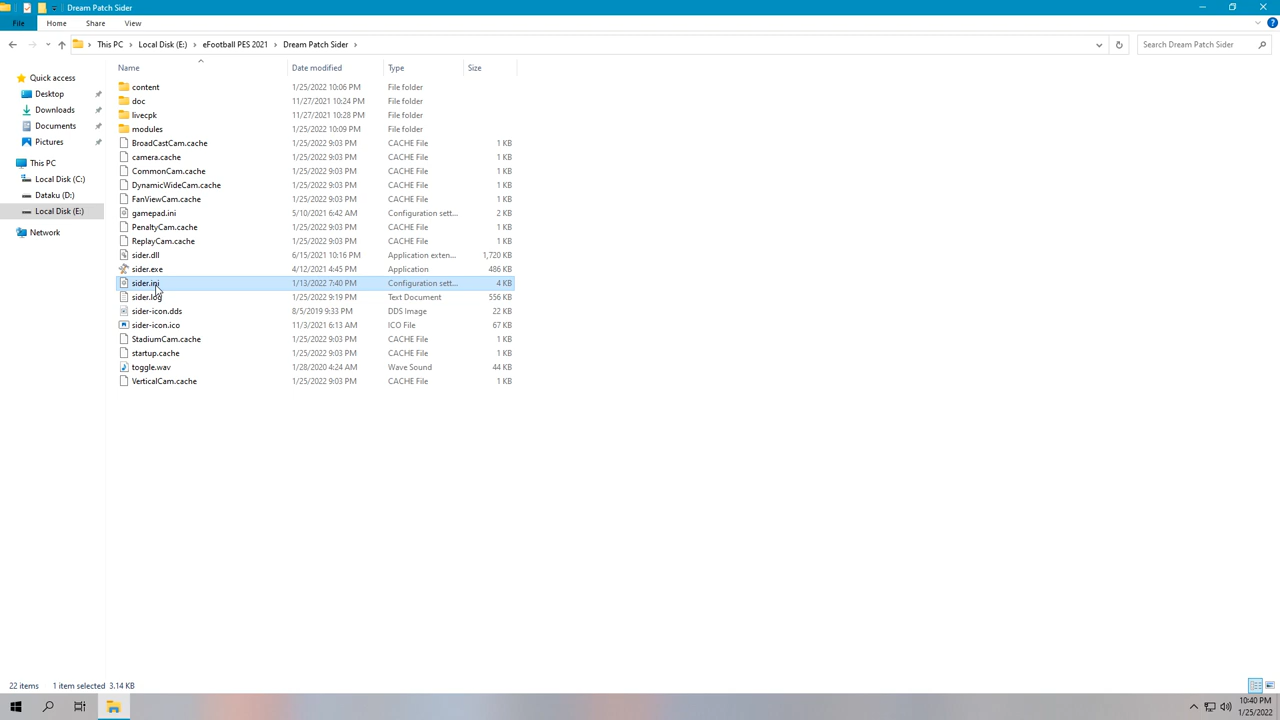 Dream Patch Sider
File Home Share View
This PC Local Disk (E:) eFootball PES 2021 Dream Patch Sider
Search Dream Patch Sider
Name Date modified Type Size
Quick access
Desktop
Downloads
Documents
Pictures
This PC
Local Disk (C:)
Dataku (D:)
Local Disk (E:)
Network
content 1/25/2022 10:06 PM File folder
doc 11/27/2021 10:24 PM File folder
livecpk 11/27/2021 10:28 PM File folder
modules 1/25/2022 10:09 PM File folder
BroadCastCam.cache 1/25/2022 9:03 PM CACHE File 1 KB
camera.cache 1/25/2022 9:03 PM CACHE File 1 KB
CommonCam.cache 1/25/2022 9:03 PM CACHE File 1 KB
DynamicWideCam.cache 1/25/2022 9:03 PM CACHE File 1 KB
FanViewCam.cache 1/25/2022 9:03 PM CACHE File 1 KB
gamepad.ini 5/10/2021 6:42 AM Configuration sett... 2 KB
PenaltyCam.cache 1/25/2022 9:03 PM CACHE File 1 KB
ReplayCam.cache 1/25/2022 9:03 PM CACHE File 1 KB
sider.dll 6/15/2021 10:16 PM Application exten... 1,720 KB
sider.exe 4/12/2021 4:45 PM Application 486 KB
sider.ini 1/13/2022 7:40 PM Configuration sett... 4 KB
sider.log 1/25/2022 9:19 PM Text Document 556 KB
sider-icon.dds 8/5/2019 9:33 PM DDS Image 22 KB
sider-icon.ico 11/3/2021 6:13 AM ICO File 67 KB
StadiumCam.cache 1/25/2022 9:03 PM CACHE File 1 KB
startup.cache 1/25/2022 9:03 PM CACHE File 1 KB
toggle.wav 1/28/2020 4:24 AM Wave Sound 44 KB
VerticalCam.cache 1/25/2022 9:03 PM CACHE File 1 KB
22 items 1 item selected 3.14 KB
10:40 PM
1/25/2022